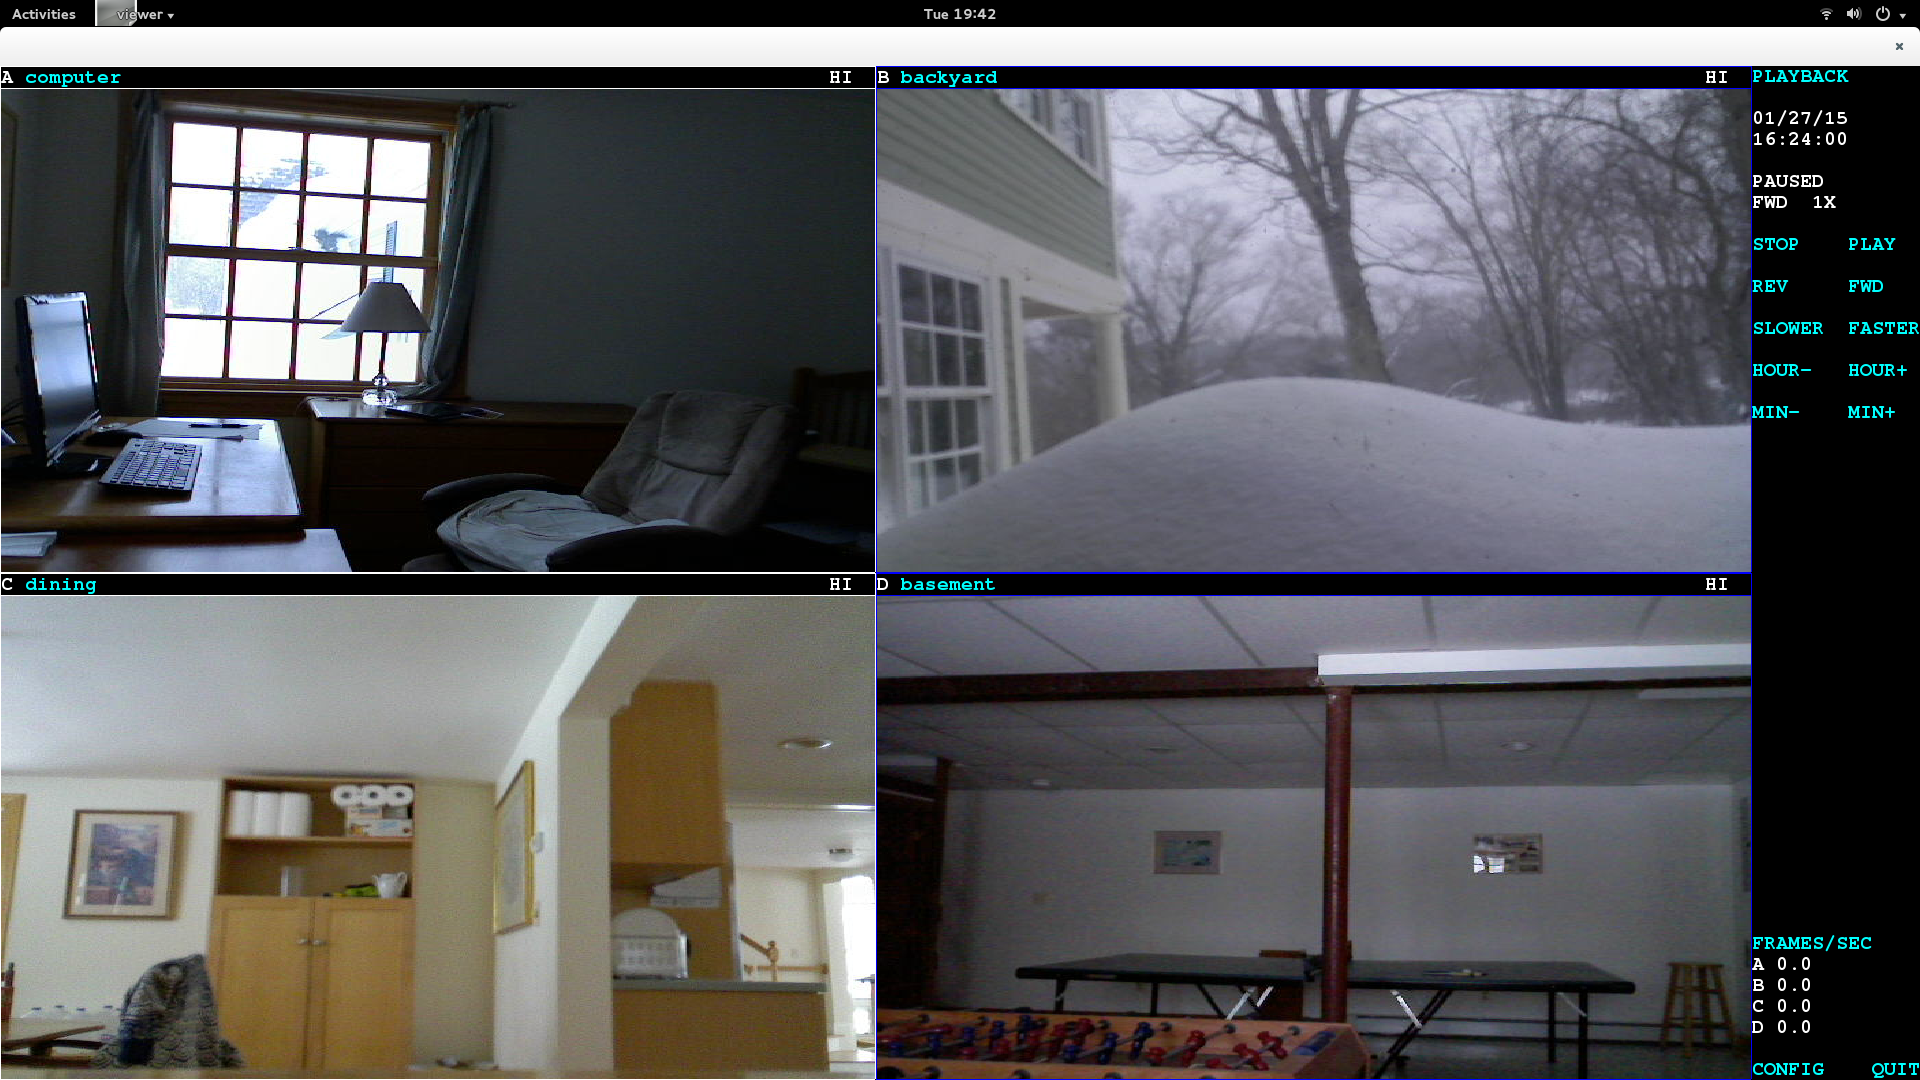 Activities viewer Tue 19:42
×
A computer HI
B backyard HI
PLAYBACK
01/27/15
16:24:00
PAUSED
FWD 1X
STOP PLAY
REV FWD
SLOWER FASTER
HOUR- HOUR+
MIN- MIN+
C dining HI
D basement HI
FRAMES/SEC
A 0.0
B 0.0
C 0.0
D 0.0
CONFIG QUIT